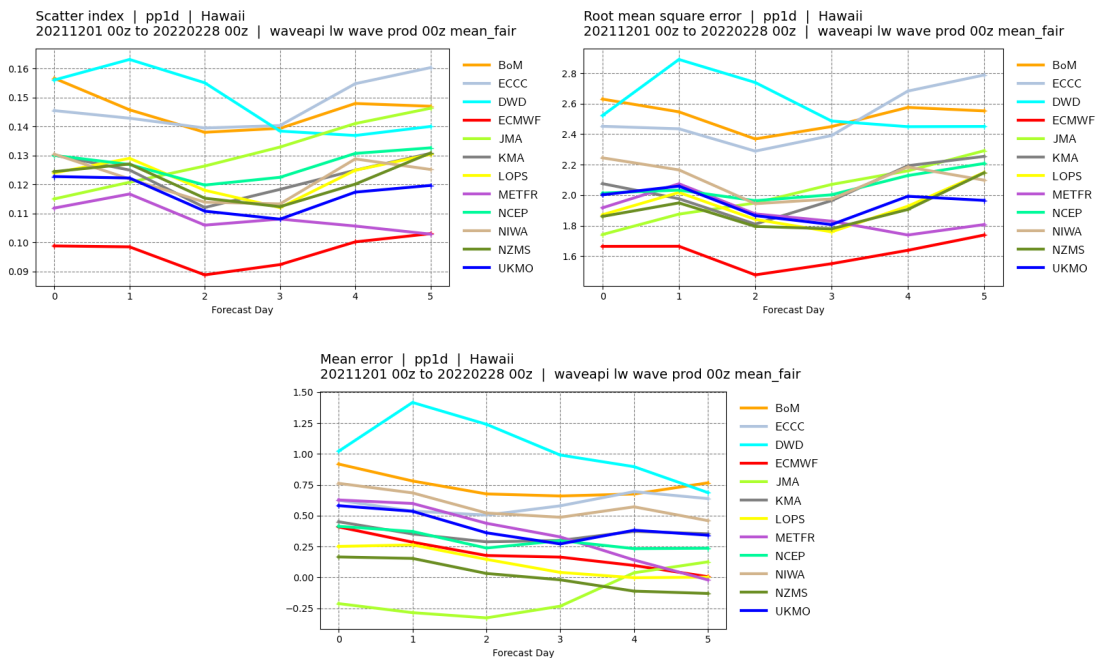 Scatter index  |  pp1d  |  Hawaii
20211201 00z to 20220228 00z  |  waveapi lw wave prod 00z mean_fair
0.16
0.15
0.14
0.13
0.12
0.11
0.10
0.09
0 1 2 3 4 5
Forecast Day
BoM
ECCC
DWD
ECMWF
JMA
KMA
LOPS
METFR
NCEP
NIWA
NZMS
UKMO
Root mean square error  |  pp1d  |  Hawaii
20211201 00z to 20220228 00z  |  waveapi lw wave prod 00z mean_fair
2.8
2.6
2.4
2.2
2.0
1.8
1.6
0 1 2 3 4 5
Forecast Day
BoM
ECCC
DWD
ECMWF
JMA
KMA
LOPS
METFR
NCEP
NIWA
NZMS
UKMO
Mean error  |  pp1d  |  Hawaii
20211201 00z to 20220228 00z  |  waveapi lw wave prod 00z mean_fair
1.50
1.25
1.00
0.75
0.50
0.25
0.00
−0.25
0 1 2 3 4 5
Forecast Day
BoM
ECCC
DWD
ECMWF
JMA
KMA
LOPS
METFR
NCEP
NIWA
NZMS
UKMO